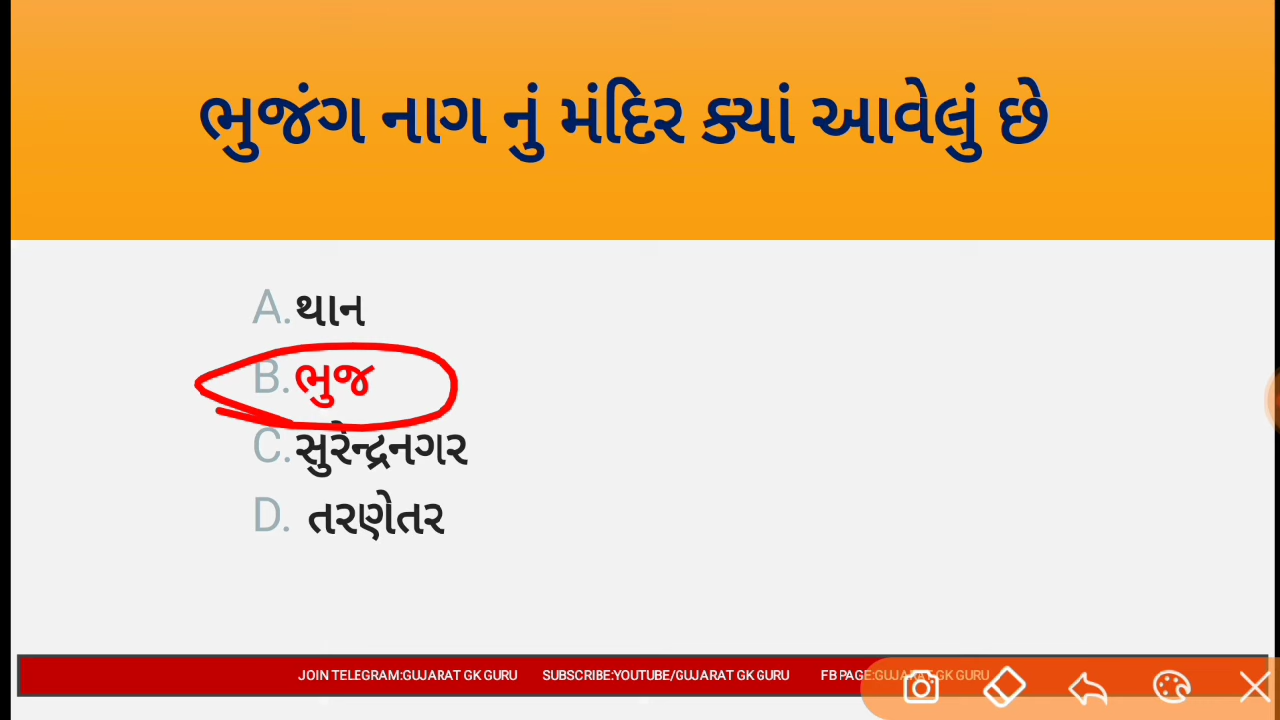 ભુજંગ નાગ નું મંદિર ક્યાં આવેલું છે
A. થાન
B. ભુજ
C. સુરેન્દ્રનગર
D. તરણેતર
JOIN TELEGRAM:GUJARAT GK GURU SUBSCRIBE:YOUTUBE/GUJARAT GK GURU FB PAGE:GUJARAT GK GURU